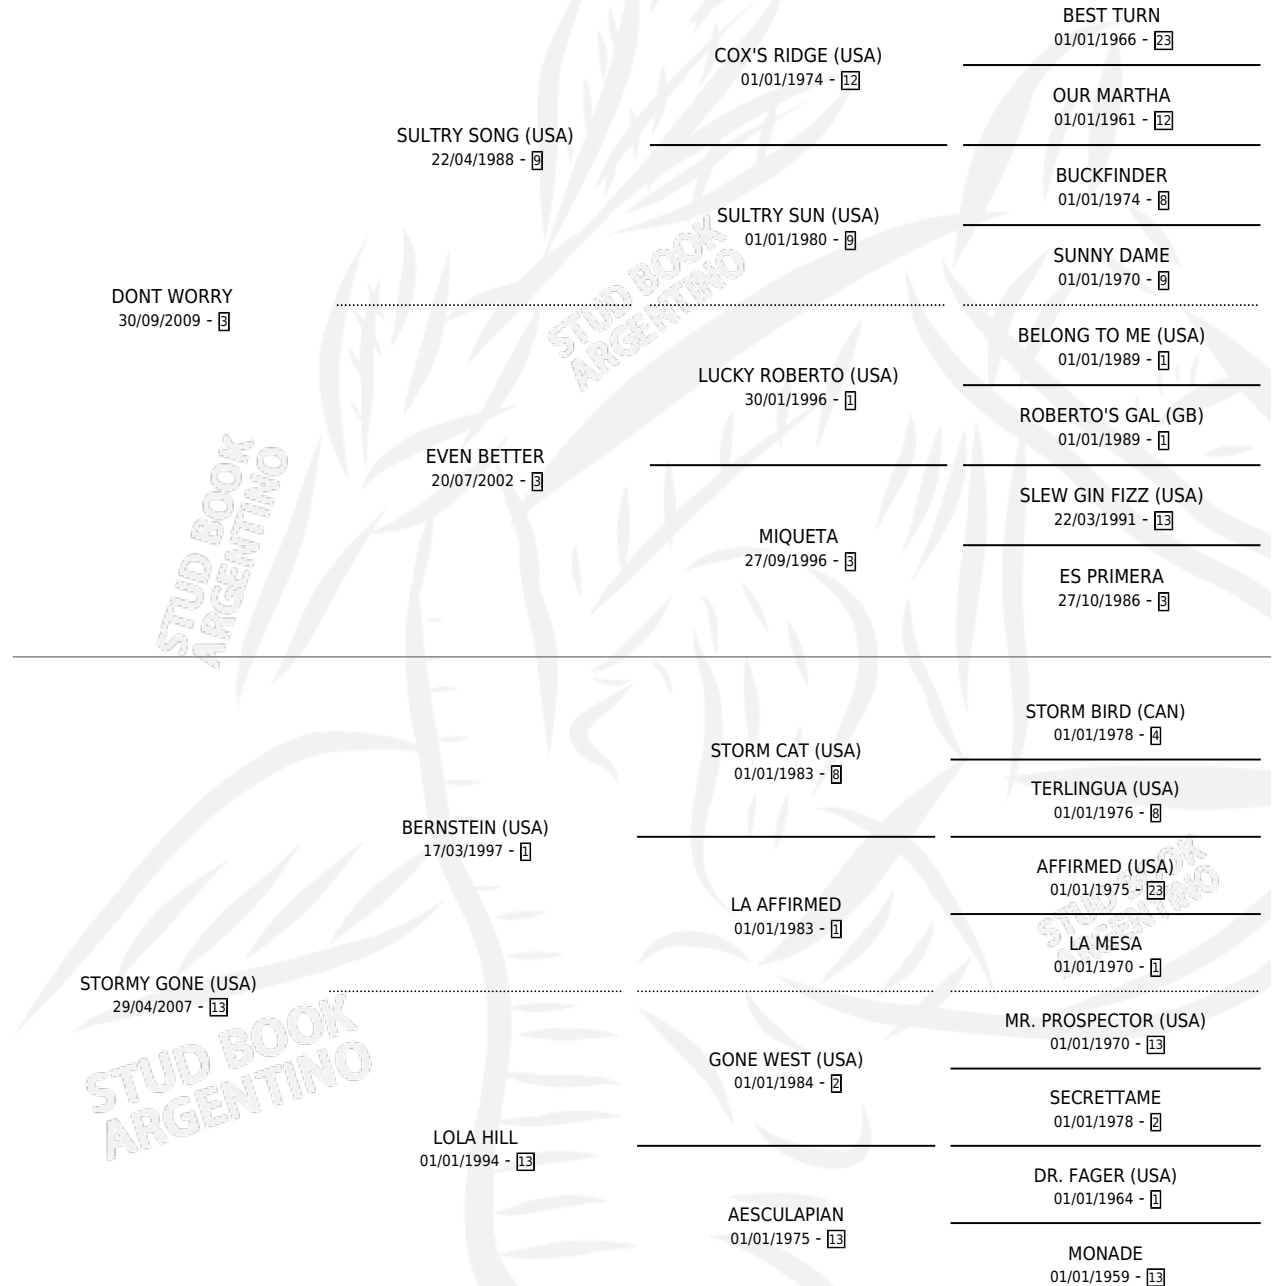 BEST TURN
01/01/1966 - 23
COX'S RIDGE (USA)
01/01/1974 - 12
OUR MARTHA
01/01/1961 - 12
SULTRY SONG (USA)
22/04/1988 - 9
BUCKFINDER
01/01/1974 - 8
SULTRY SUN (USA)
01/01/1980 - 9
SUNNY DAME
01/01/1970 - 9
DONT WORRY
30/09/2009 - 3
BELONG TO ME (USA)
01/01/1989 - 1
LUCKY ROBERTO (USA)
30/01/1996 - 1
ROBERTO'S GAL (GB)
01/01/1989 - 1
EVEN BETTER
20/07/2002 - 3
SLEW GIN FIZZ (USA)
22/03/1991 - 13
MIQUETA
27/09/1996 - 3
ES PRIMERA
27/10/1986 - 3
STUD BOOK
ARGENTINO
STUD BOOK
ARGENTINO
STORM BIRD (CAN)
01/01/1978 - 4
STORM CAT (USA)
01/01/1983 - 8
TERLINGUA (USA)
01/01/1976 - 8
BERNSTEIN (USA)
17/03/1997 - 1
AFFIRMED (USA)
01/01/1975 - 23
LA AFFIRMED
01/01/1983 - 1
LA MESA
01/01/1970 - 1
STUD BOOK
ARGENTINO
STORMY GONE (USA)
29/04/2007 - 13
MR. PROSPECTOR (USA)
01/01/1970 - 13
GONE WEST (USA)
01/01/1984 - 2
SECRETTAME
01/01/1978 - 2
STUD BOOK
ARGENTINO
LOLA HILL
01/01/1994 - 13
DR. FAGER (USA)
01/01/1964 - 1
AESCULAPIAN
01/01/1975 - 13
MONADE
01/01/1959 - 13